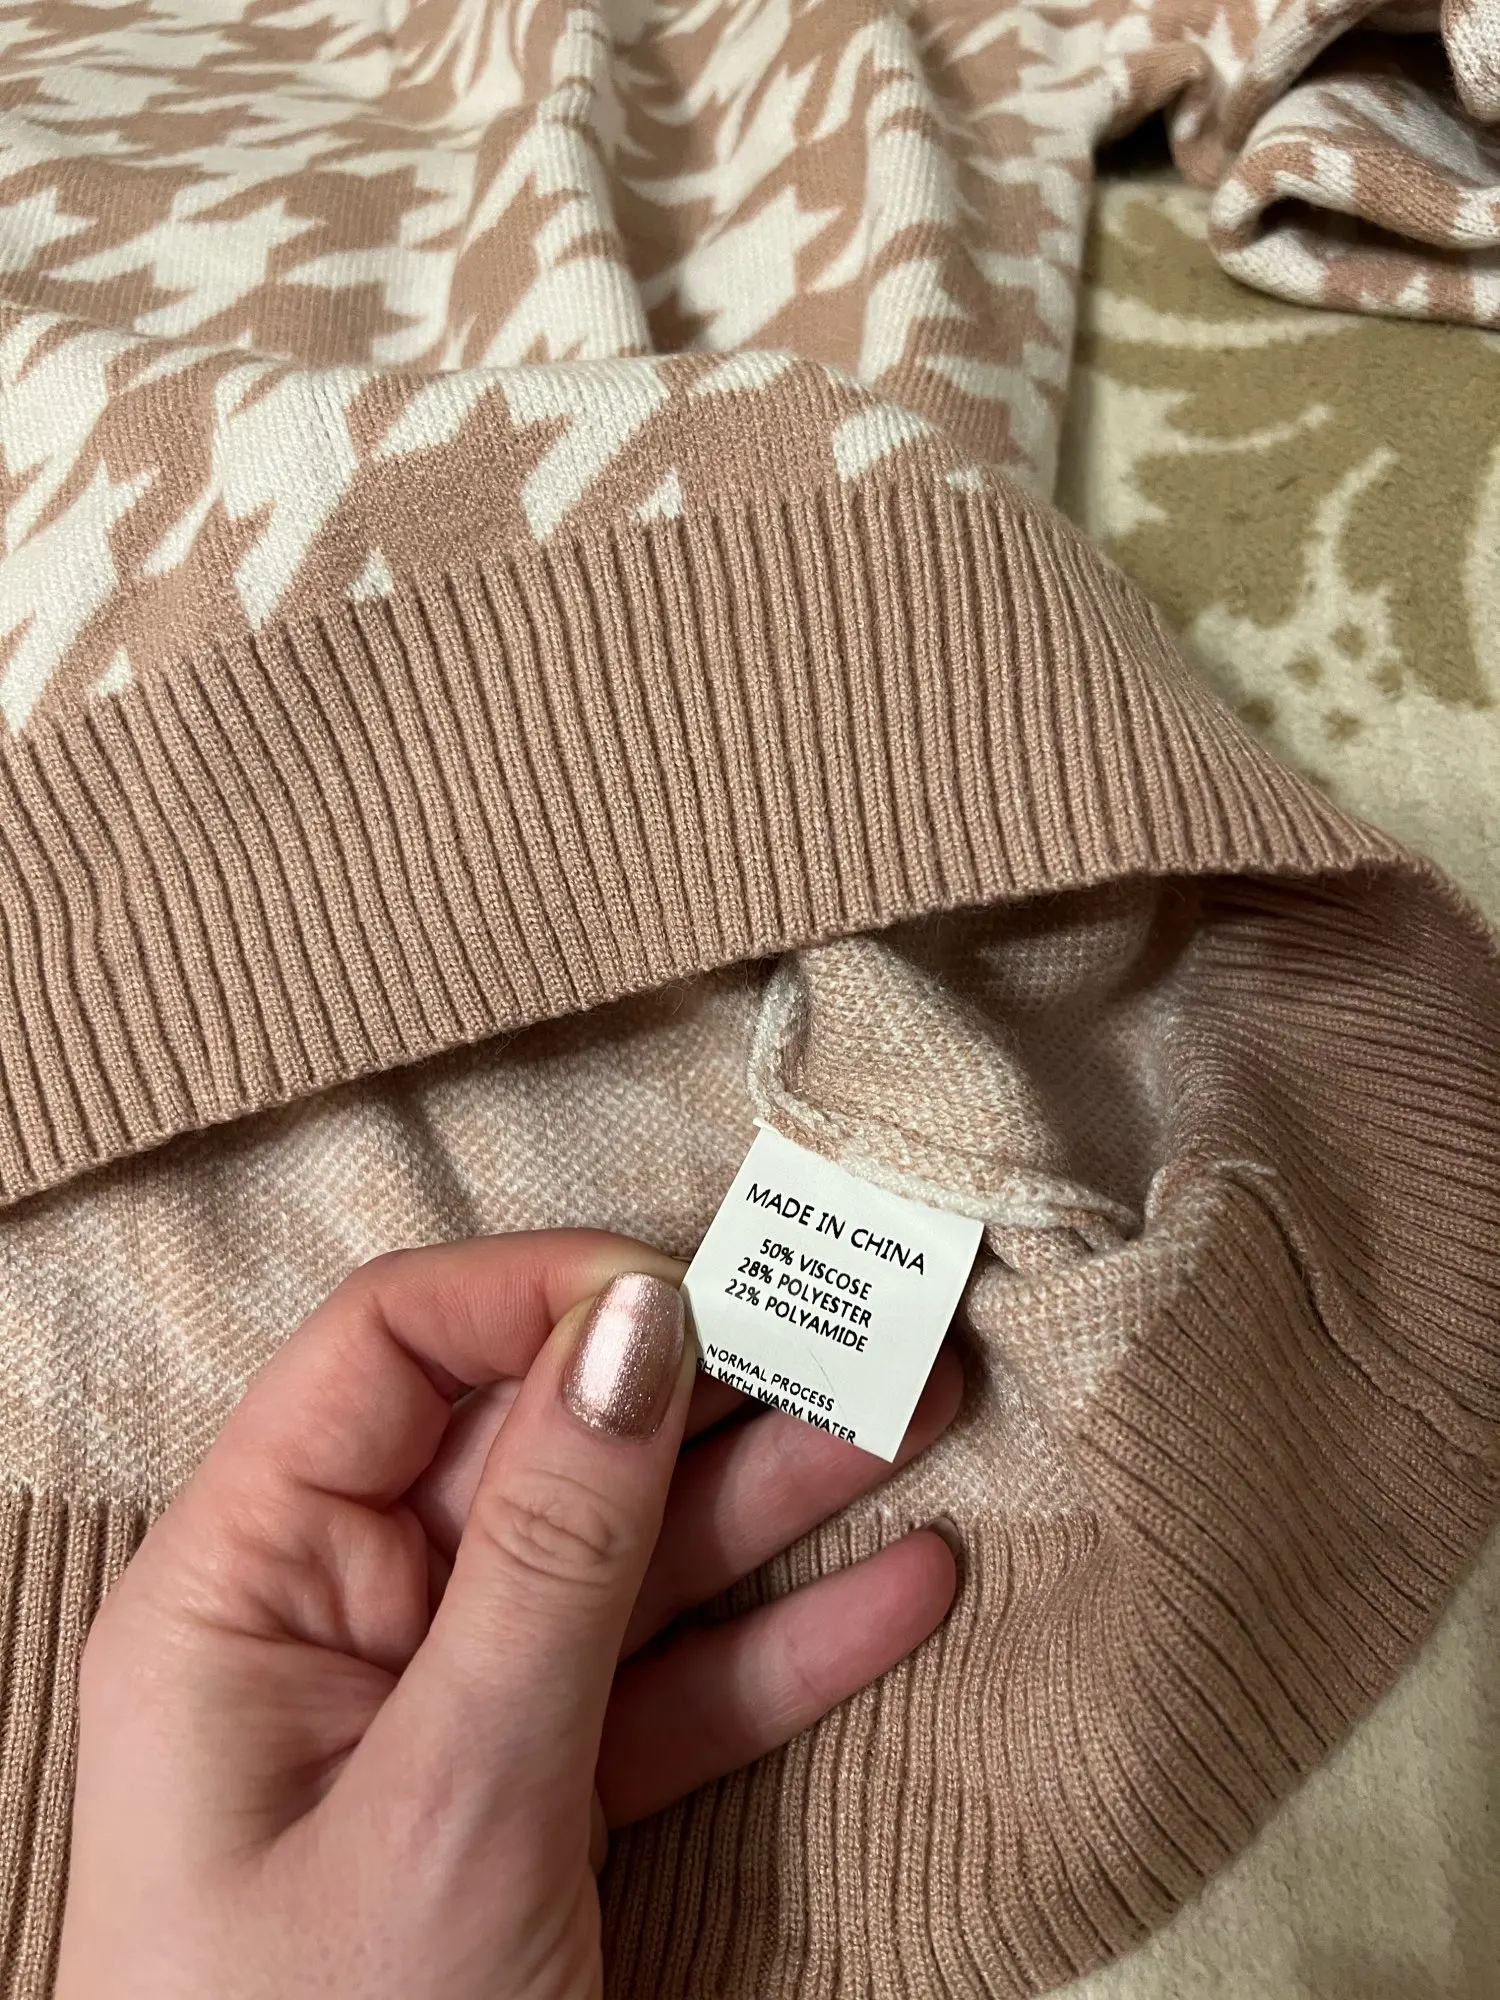 MADE IN CHINA
50% VISCOSE
28% POLYESTER
22% POLYAMIDE
NORMAL PROCESS
WITH WARM WATER